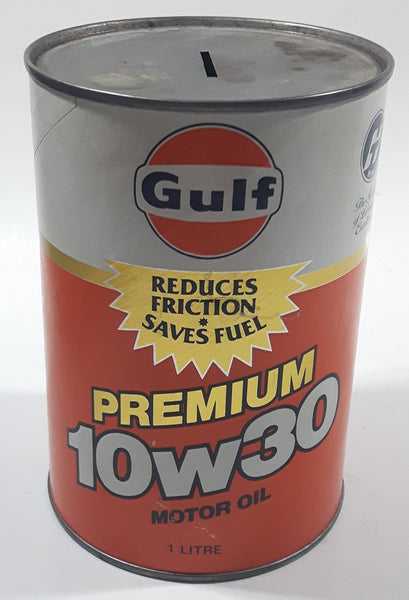 Gulf
REDUCES
FRICTION
SAVES FUEL
PREMIUM
10W30
MOTOR OIL
1 LITRE